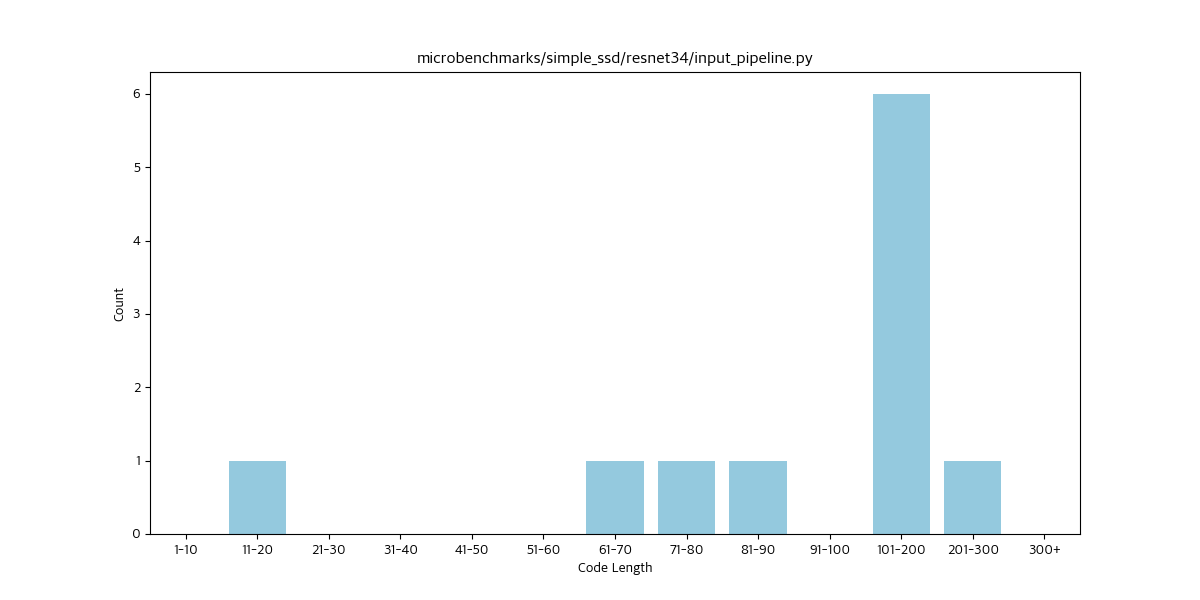 microbenchmarks/simple_ssd/resnet34/input_pipeline.py
6
5
4
3
2
1
0
Count
1-10 11-20 21-30 31-40 41-50 51-60 61-70 71-80 81-90 91-100 101-200 201-300 300+
Code Length